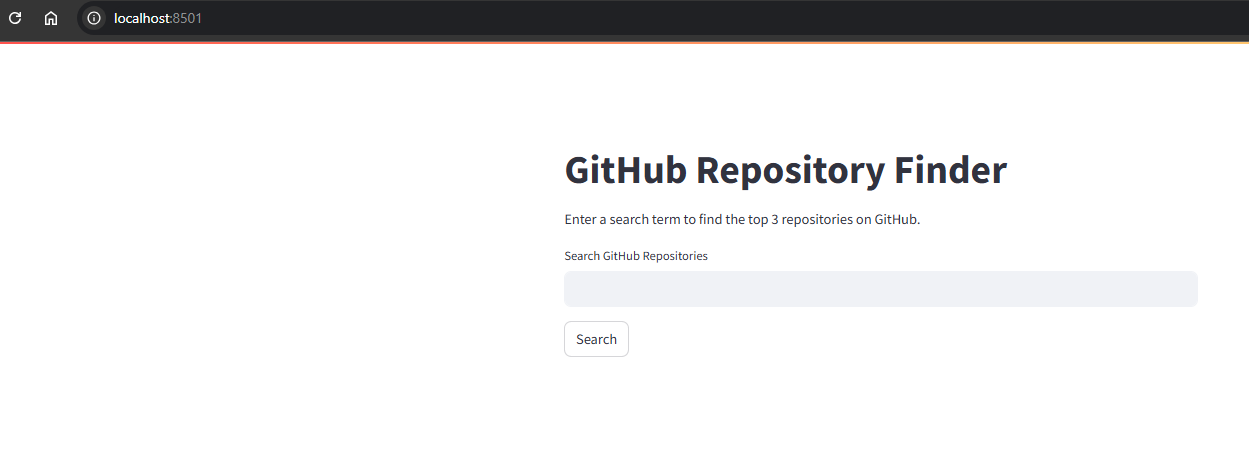 localhost:8501
GitHub Repository Finder
Enter a search term to find the top 3 repositories on GitHub.
Search GitHub Repositories
Search